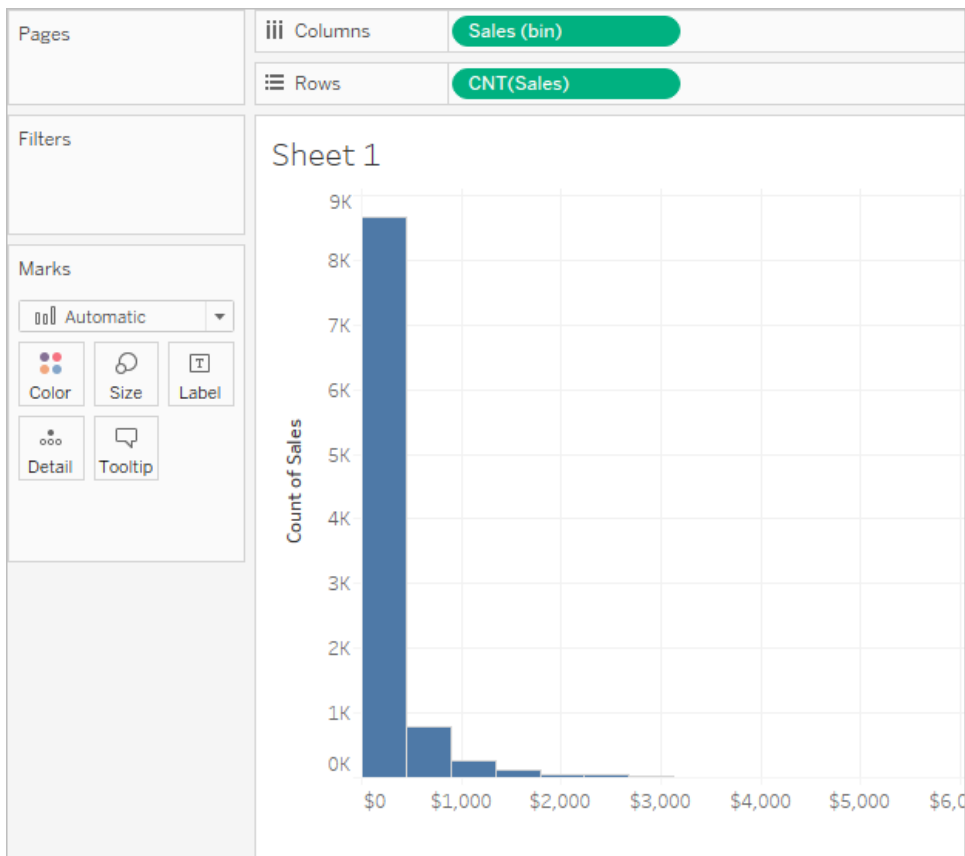 Pages
Columns
Sales (bin)
Rows
CNT(Sales)
Filters
Marks
Automatic
Color
Size
T
Label
Detail
Tooltip
Sheet 1
Count of Sales
9K
8K
7K
6K
5K
4K
3K
2K
1K
0K
$0 $1,000 $2,000 $3,000 $4,000 $5,000 $6,0